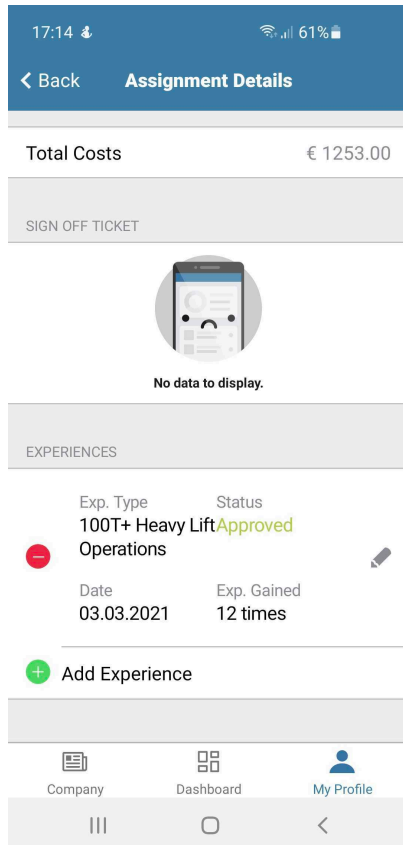 17:14 61%
Back Assignment Details
Total Costs € 1253.00
SIGN OFF TICKET
No data to display.
EXPERIENCES
Exp. Type Status
100T+ Heavy Lift Approved
Operations
Date Exp. Gained
03.03.2021 12 times
Add Experience
Company Dashboard My Profile